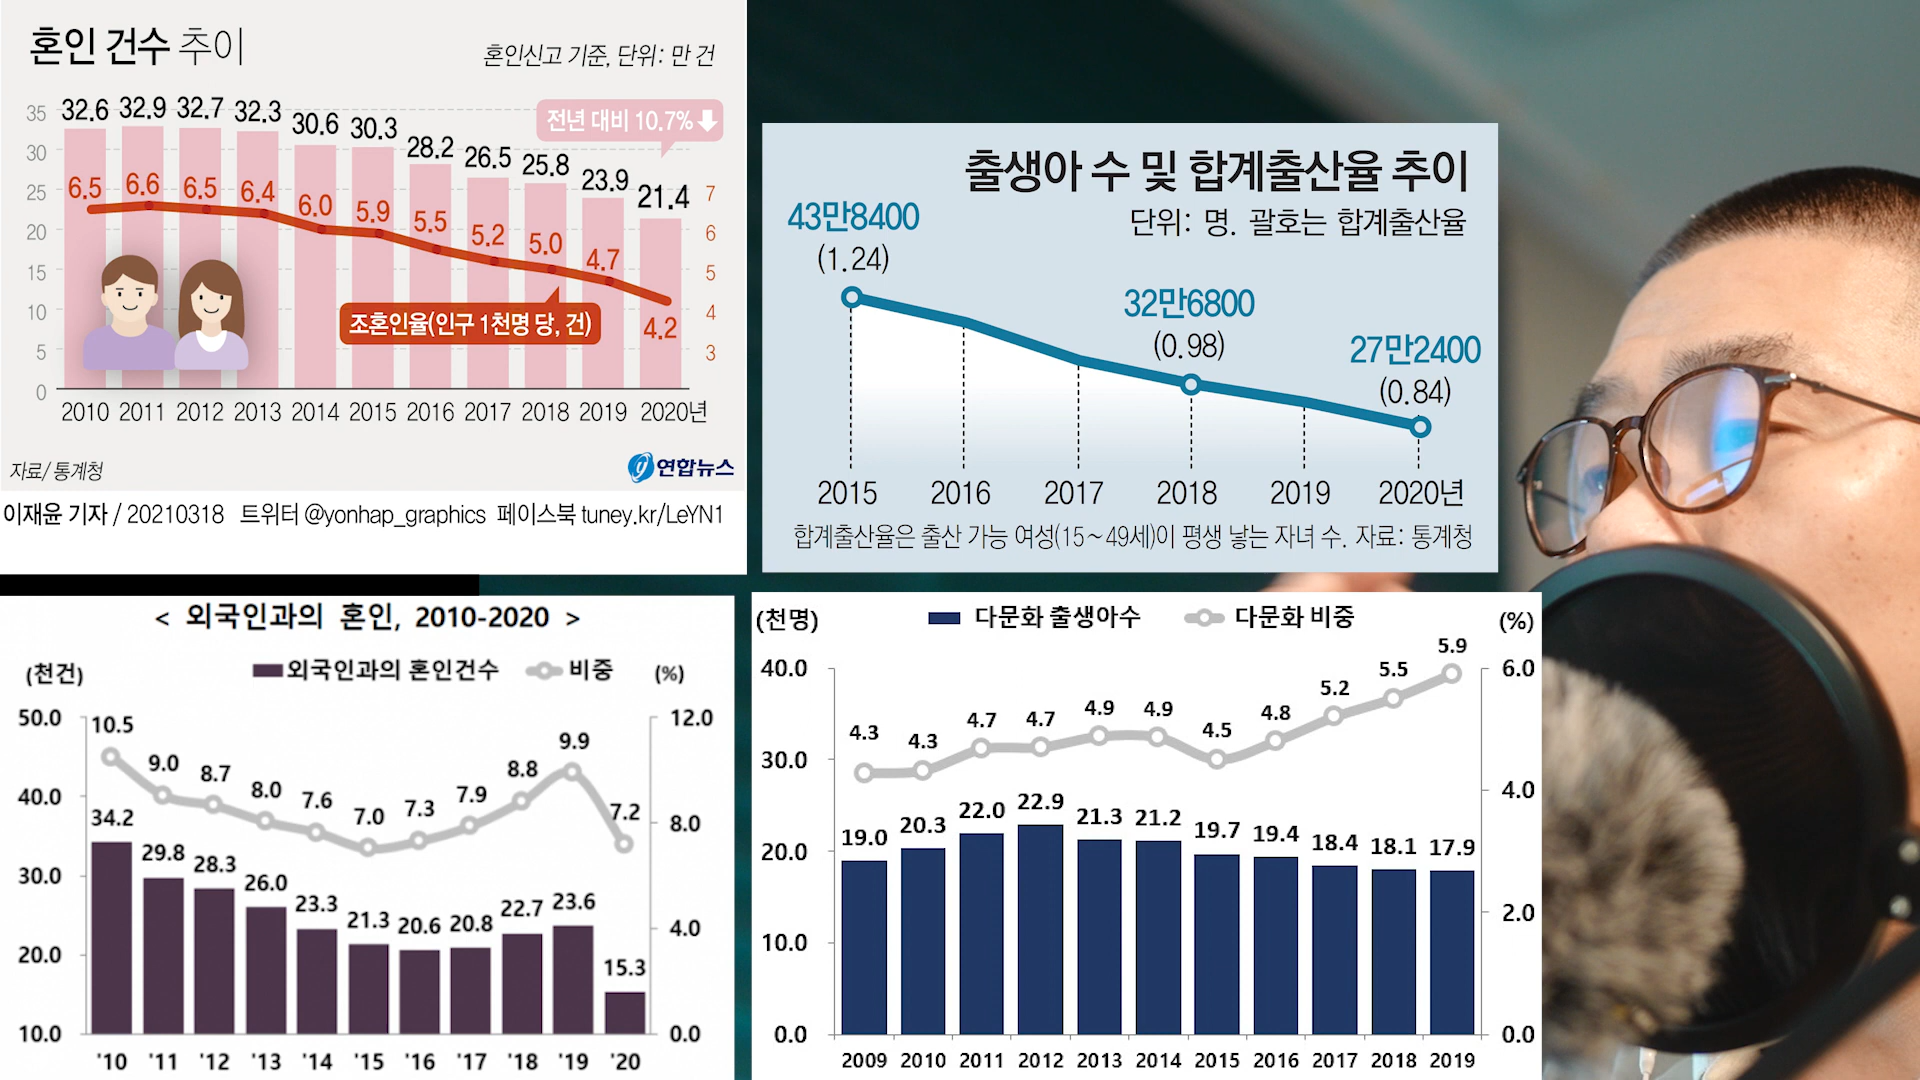 혼인 건수 추이
혼인신고 기준, 단위: 만 건
전년 대비 10.7%
35
30
25
20
15
10
5
0
32.6 32.9 32.7 32.3 30.6 30.3 28.2 26.5 25.8 23.9 21.4
6.5 6.6 6.5 6.4 6.0 5.9 5.5 5.2 5.0 4.7 4.2
7
6
5
4
3
조혼인율(인구 1천명 당, 건)
2010 2011 2012 2013 2014 2015 2016 2017 2018 2019 2020년
자료/ 통계청
연합뉴스
이재윤 기자 / 20210318 트위터 @yonhap_graphics 페이스북 tuney.kr/LeYN1
출생아 수 및 합계출산율 추이
단위: 명. 괄호는 합계출산율
43만8400
(1.24)
32만6800
(0.98)
27만2400
(0.84)
2015 2016 2017 2018 2019 2020년
합계출산율은 출산 가능 여성(15~49세)이 평생 낳는 자녀 수. 자료: 통계청
< 외국인과의 혼인, 2010-2020 >
(천건) 외국인과의 혼인건수 비중 (%)
50.0
40.0
30.0
20.0
10.0
10.5 9.0 8.7 8.0 7.6 7.0 7.3 7.9 8.8 9.9 7.2
34.2 29.8 28.3 26.0 23.3 21.3 20.6 20.8 22.7 23.6 15.3
12.0
8.0
4.0
0.0
'10 '11 '12 '13 '14 '15 '16 '17 '18 '19 '20
(천명) 다문화 출생아수 다문화 비중 (%)
40.0
30.0
20.0
10.0
0.0
4.3 4.3 4.7 4.7 4.9 4.9 4.5 4.8 5.2 5.5 5.9
19.0 20.3 22.0 22.9 21.3 21.2 19.7 19.4 18.4 18.1 17.9
6.0
4.0
2.0
0.0
2009 2010 2011 2012 2013 2014 2015 2016 2017 2018 2019